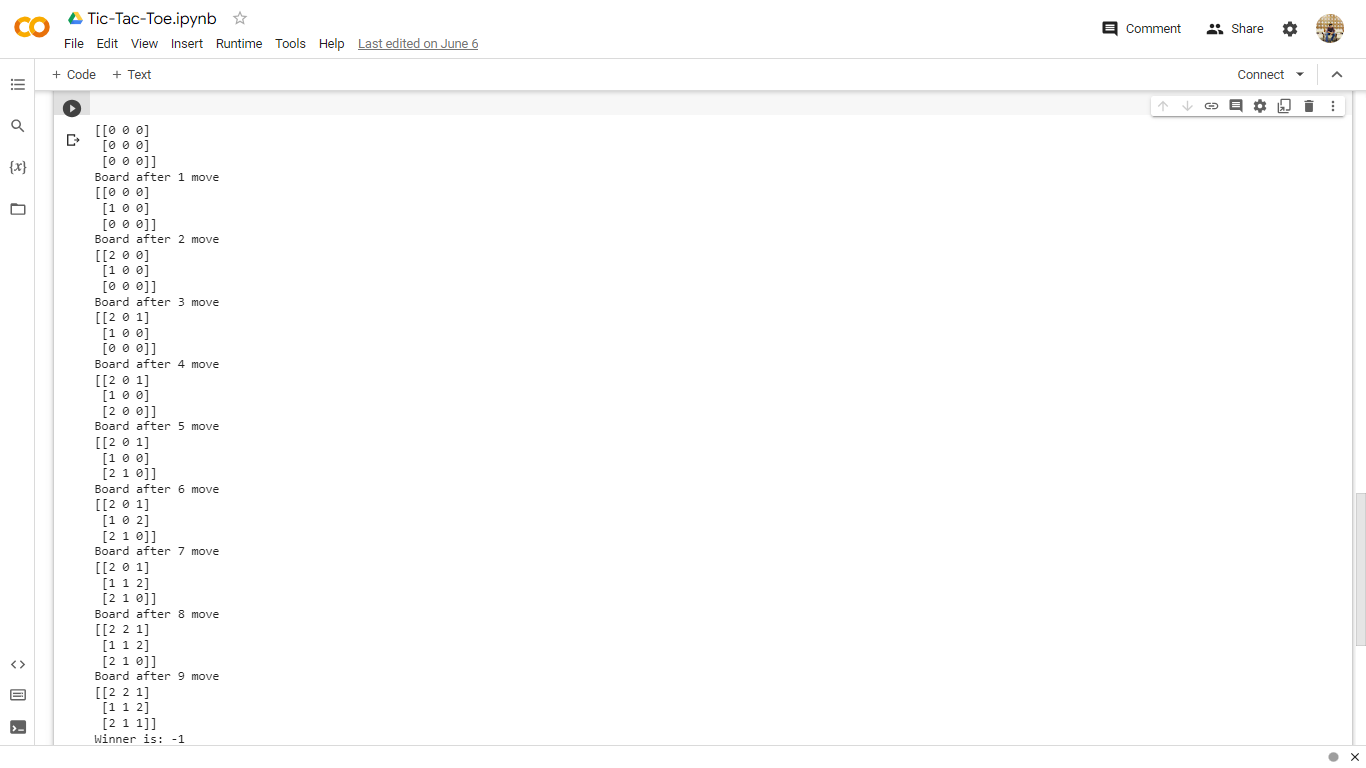 Tic-Tac-Toe.ipynb
File Edit View Insert Runtime Tools Help Last edited on June 6
Comment Share
+ Code + Text
Connect
{x}
[[0 0 0]
 [0 0 0]
 [0 0 0]]
Board after 1 move
[[0 0 0]
 [1 0 0]
 [0 0 0]]
Board after 2 move
[[2 0 0]
 [1 0 0]
 [0 0 0]]
Board after 3 move
[[2 0 1]
 [1 0 0]
 [0 0 0]]
Board after 4 move
[[2 0 1]
 [1 0 0]
 [2 0 0]]
Board after 5 move
[[2 0 1]
 [1 0 0]
 [2 1 0]]
Board after 6 move
[[2 0 1]
 [1 0 2]
 [2 1 0]]
Board after 7 move
[[2 0 1]
 [1 1 2]
 [2 1 0]]
Board after 8 move
[[2 2 1]
 [1 1 2]
 [2 1 0]]
Board after 9 move
[[2 2 1]
 [1 1 2]
 [2 1 1]]
Winner is: -1